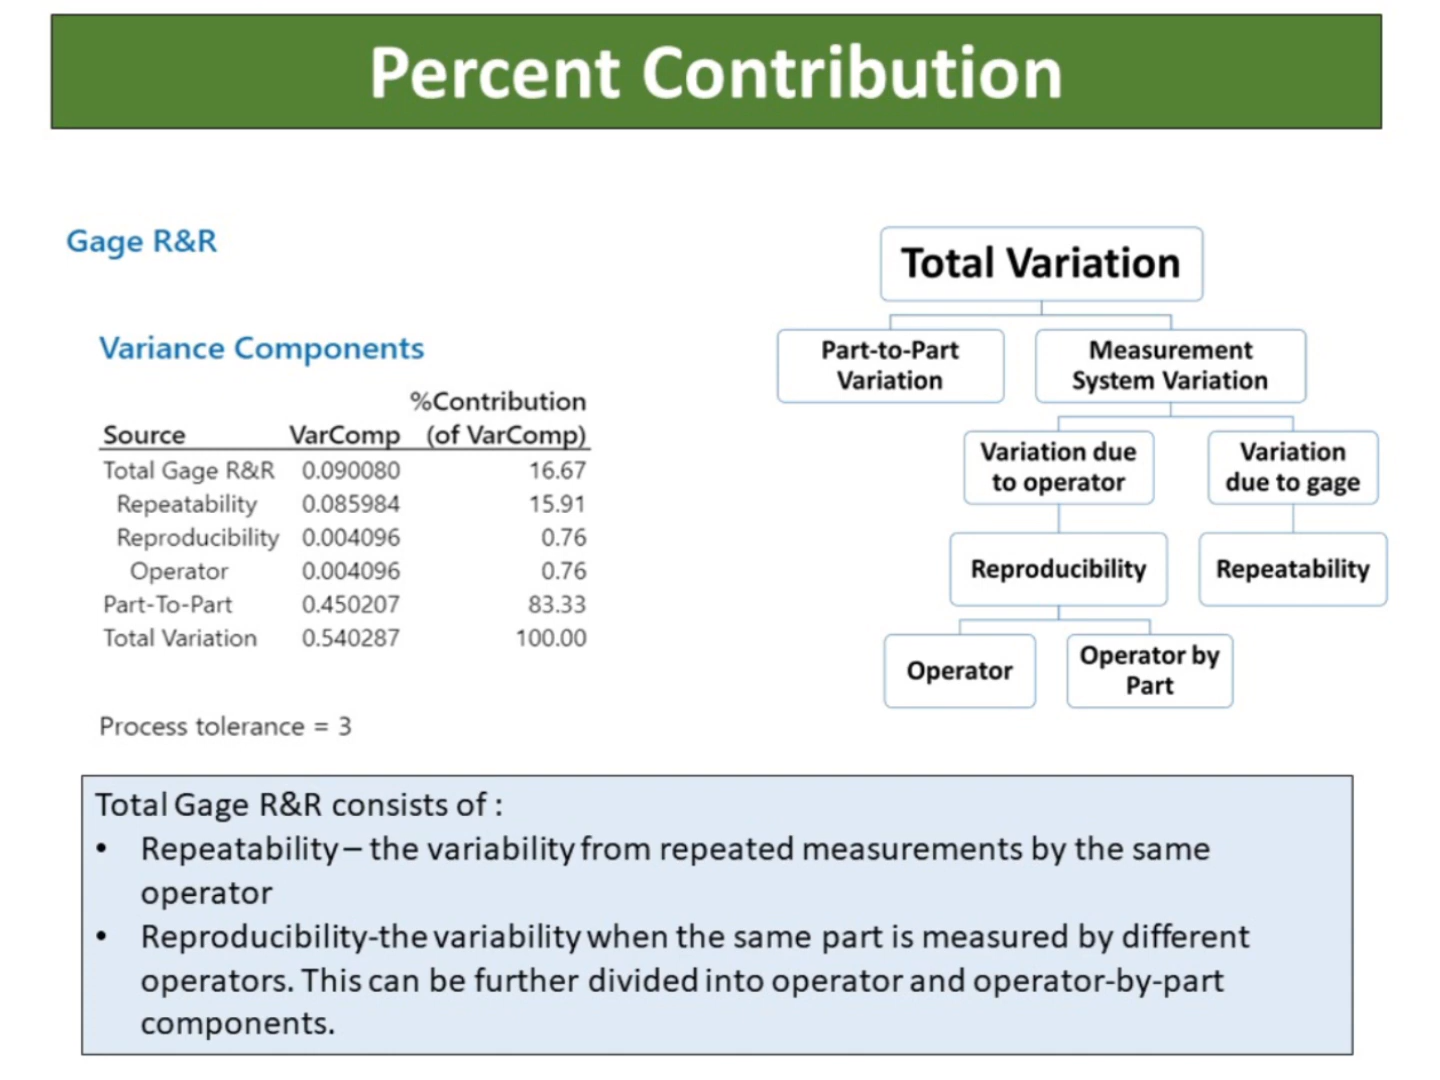 Percent Contribution
Gage R&R
Variance Components
%Contribution
Source VarComp (of VarComp)
Total Gage R&R 0.090080 16.67
Repeatability 0.085984 15.91
Reproducibility 0.004096 0.76
Operator 0.004096 0.76
Part-To-Part 0.450207 83.33
Total Variation 0.540287 100.00
Process tolerance = 3
Total Variation
Part-to-Part
Variation
Measurement
System Variation
Variation due
to operator
Variation
due to gage
Reproducibility
Repeatability
Operator
Operator by
Part
Total Gage R&R consists of :
• Repeatability – the variability from repeated measurements by the same
operator
• Reproducibility-the variability when the same part is measured by different
operators. This can be further divided into operator and operator-by-part
components.